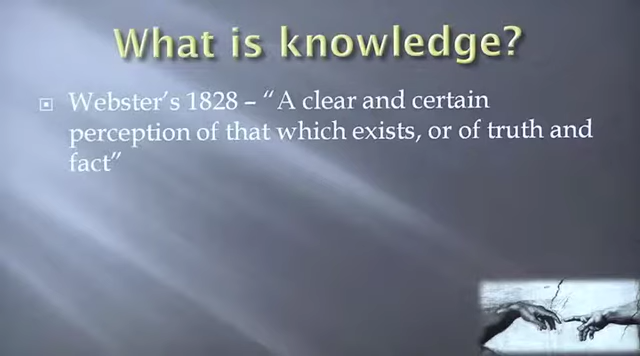 What is knowledge?
Webster's 1828 – “A clear and certain
perception of that which exists, or of truth and
fact”